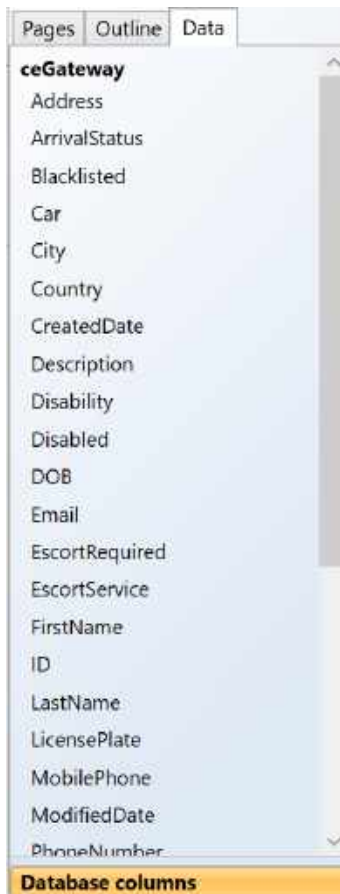 Pages Outline Data
ceGateway
Address
ArrivalStatus
Blacklisted
Car
City
Country
CreatedDate
Description
Disability
Disabled
DOB
Email
EscortRequired
EscortService
FirstName
ID
LastName
LicensePlate
MobilePhone
ModifiedDate
PhoneNumber
Database columns